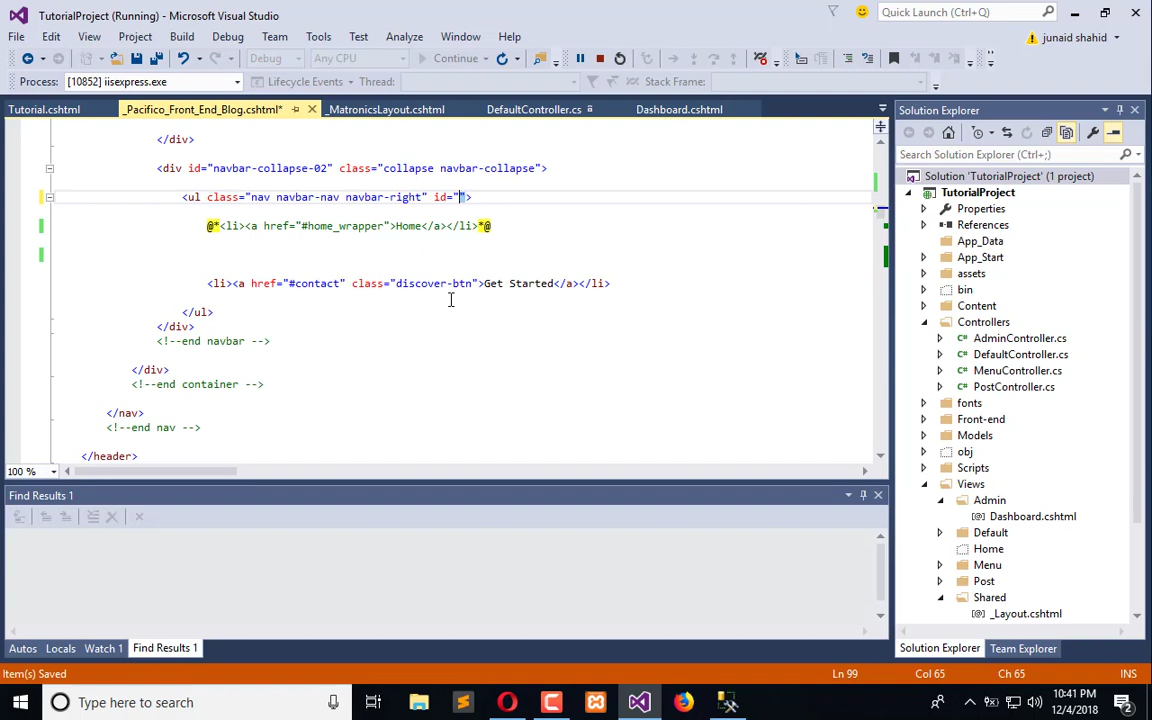 TutorialProject (Running) - Microsoft Visual Studio
Quick Launch (Ctrl+Q)
File Edit View Project Build Debug Team Tools Test Analyze Window Help
junaid shahid
Debug Any CPU Continue
Process: [10852] iisexpress.exe Lifecycle Events Thread: Stack Frame:
Tutorial.cshtml _Pacifico_Front_End_Blog.cshtml* _MatronicsLayout.cshtml DefaultController.cs Dashboard.cshtml
</div>
<div id="navbar-collapse-02" class="collapse navbar-collapse">
<ul class="nav navbar-nav navbar-right" id="">
@*<li><a href="#home_wrapper">Home</a></li>*@
<li><a href="#contact" class="discover-btn">Get Started</a></li>
</ul>
</div>
<!--end navbar -->
</div>
<!--end container -->
</nav>
<!--end nav -->
</header>
100 %
Find Results 1
Autos Locals Watch 1 Find Results 1
Solution Explorer
Search Solution Explorer (Ctrl+;)
Solution 'TutorialProject' (1 project)
TutorialProject
Properties
References
App_Data
App_Start
assets
bin
Content
Controllers
C# AdminController.cs
C# DefaultController.cs
C# MenuController.cs
C# PostController.cs
fonts
Front-end
Models
obj
Scripts
Views
Admin
[@] Dashboard.cshtml
Default
Home
Menu
Post
Shared
[@] _Layout.cshtml
Solution Explorer Team Explorer
Item(s) Saved Ln 99 Col 65 Ch 65 INS
Type here to search
10:41 PM
12/4/2018
2